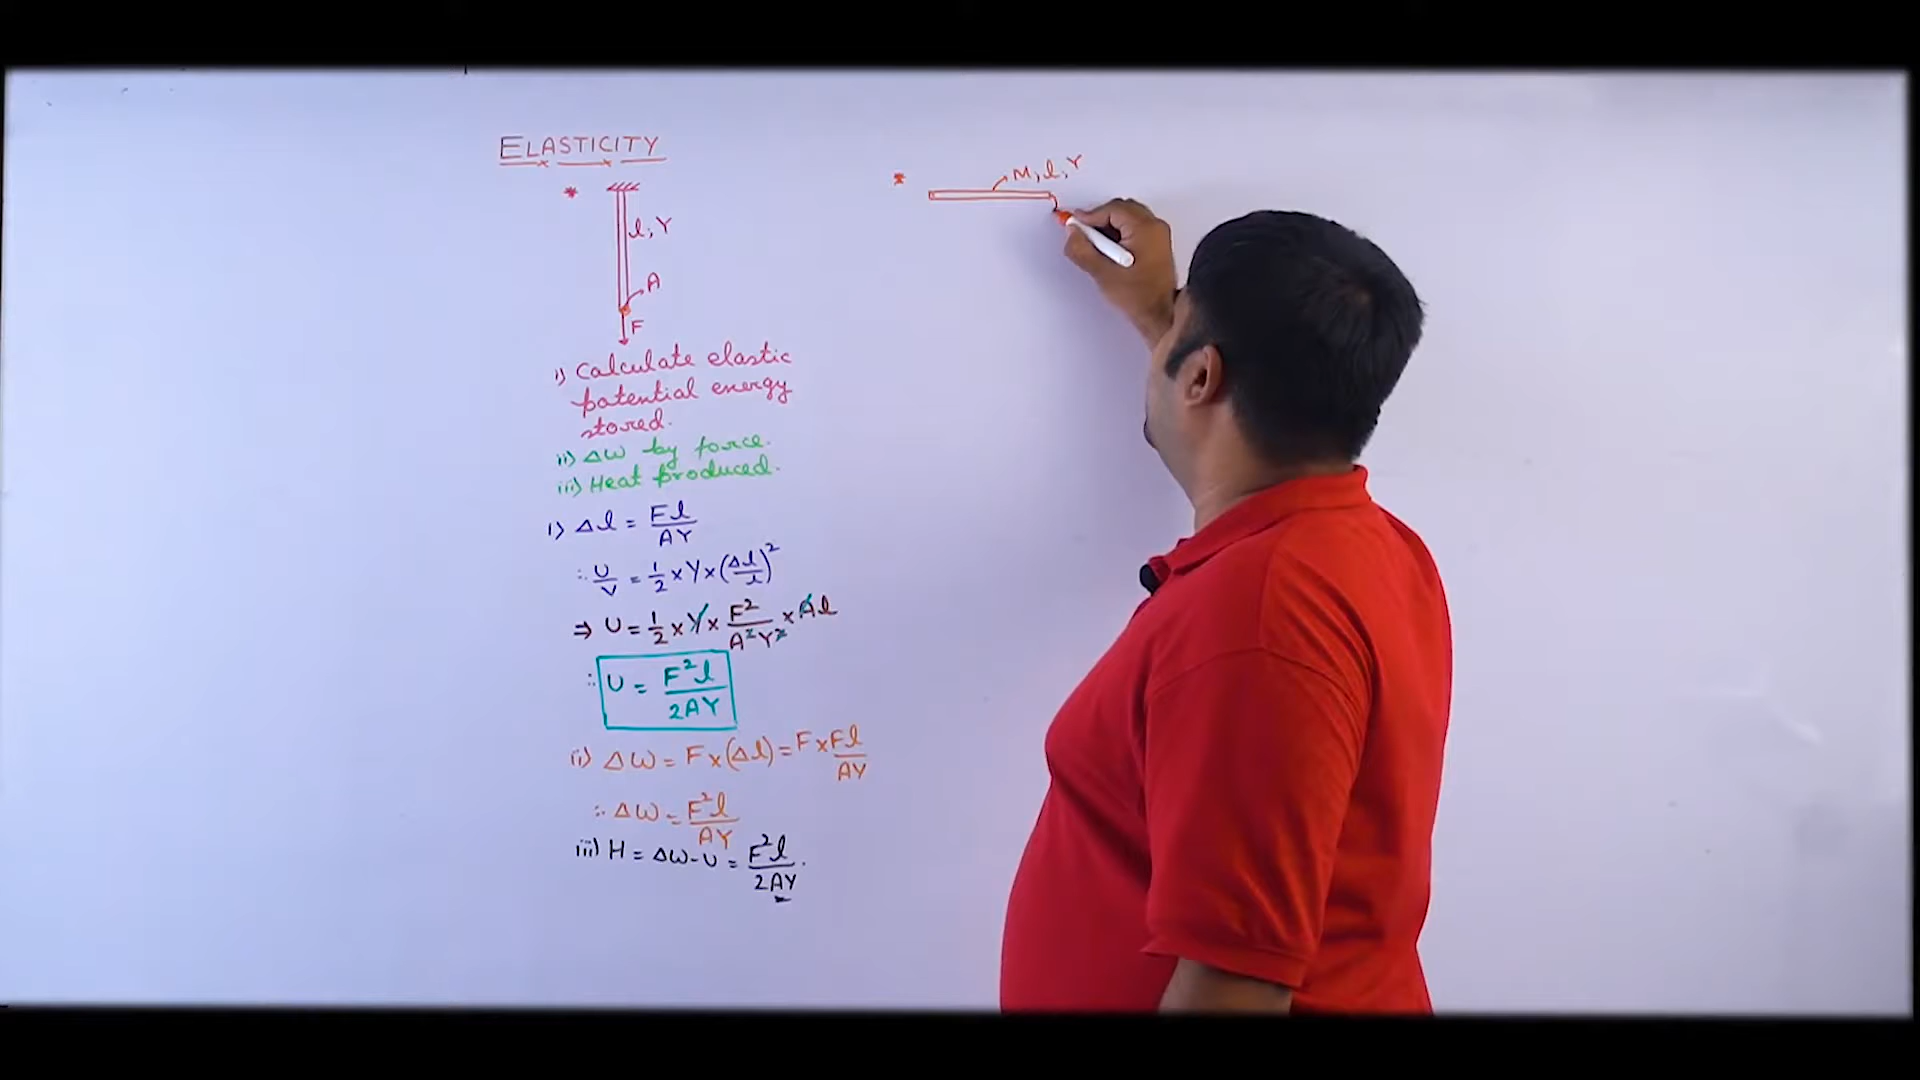 ELASTICITY
*
l, Y
A
F
i) Calculate elastic
potential energy
stored.
ii) Δw by force.
iii) Heat produced.
i) Δl = Fl/AY
∴ U/V = 1/2 × Y × (Δl/l)²
⇒ U = 1/2 × Y × F²/A²Y² × Al
∴ U = F²l/2AY
ii) Δw = F × (Δl) = F × Fl/AY
∴ Δw = F²l/AY
iii) H = Δw - U = F²l/2AY.
*
M, l, Y